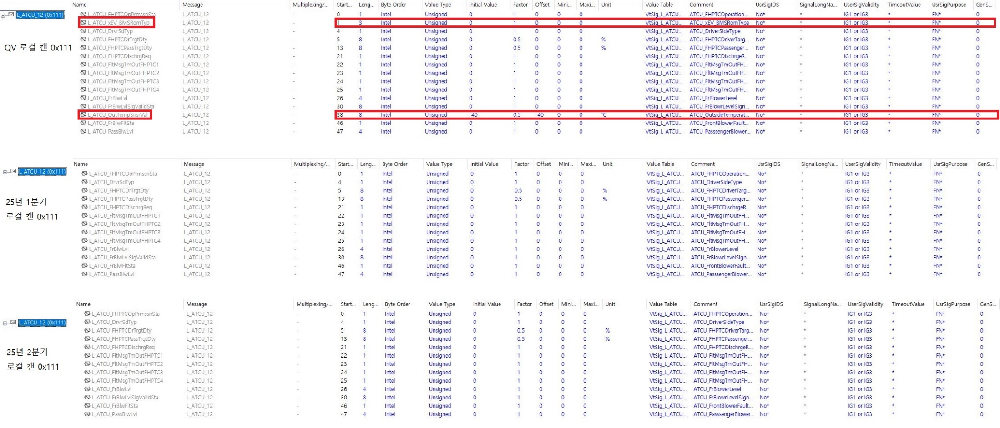 Name Message Multiplexing/... Start... Leng... Byte Order Value Type Initial Value Factor Offset Mini... Maxi... Unit Value Table Comment UsrSigIDS SignalLongNa... UserSigValidity TimeoutValue UsrSigPurpose GenS...
L_ATCU_12 (0x111)
QV 로컬 캔 0x111
L_ATCU_FHPTCOpPrmssnSta L_ATCU_12 - 0 1 Intel Unsigned 0 1 0 0 0 VtSig_L_ATCU... ATCU_FHPTCOperation... No* * IG1 or IG3 * FN* 0
L_ATCU_xEV_BMSRomTyp L_ATCU_12 - 1 3 Intel Unsigned 0 1 0 0 0 VtSig_L_ATCU... ATCU_xEV_BMSRomType No* * IG1 or IG3 * FN* 0
L_ATCU_DrvrSdTyp L_ATCU_12 - 4 1 Intel Unsigned 0 1 0 0 0 VtSig_L_ATCU... ATCU_DriverSideType No* * IG1 or IG3 * FN* 0
L_ATCU_FHPTCDrTrgtDty L_ATCU_12 - 5 8 Intel Unsigned 0 0.5 0 0 0 % VtSig_L_ATCU... ATCU_FHPTCDriverTarg... No* * IG1 or IG3 * FN* 0
L_ATCU_FHPTCPassTrgtDty L_ATCU_12 - 13 8 Intel Unsigned 0 0.5 0 0 0 % VtSig_L_ATCU... ATCU_FHPTCPassenger... No* * IG1 or IG3 * FN* 0
L_ATCU_FHPTCDischrgReq L_ATCU_12 - 21 1 Intel Unsigned 0 1 0 0 0 VtSig_L_ATCU... ATCU_FHPTCDischrgeR... No* * IG1 or IG3 * FN* 0
L_ATCU_FltMsgTmOutFHPTC1 L_ATCU_12 - 22 1 Intel Unsigned 0 1 0 0 0 VtSig_L_ATCU... ATCU_FltMsgTmOutFH... No* * IG1 or IG3 * FN* 0
L_ATCU_FltMsgTmOutFHPTC2 L_ATCU_12 - 23 1 Intel Unsigned 0 1 0 0 0 VtSig_L_ATCU... ATCU_FltMsgTmOutFH... No* * IG1 or IG3 * FN* 0
L_ATCU_FltMsgTmOutFHPTC3 L_ATCU_12 - 24 1 Intel Unsigned 0 1 0 0 0 VtSig_L_ATCU... ATCU_FltMsgTmOutFH... No* * IG1 or IG3 * FN* 0
L_ATCU_FltMsgTmOutFHPTC4 L_ATCU_12 - 25 1 Intel Unsigned 0 1 0 0 0 VtSig_L_ATCU... ATCU_FltMsgTmOutFH... No* * IG1 or IG3 * FN* 0
L_ATCU_FrBlwLvl L_ATCU_12 - 26 4 Intel Unsigned 0 1 0 0 0 VtSig_L_ATCU... ATCU_FrBlowerLevel No* * IG1 or IG3 * FN* 0
L_ATCU_FrBlwLvlSigVaildSta L_ATCU_12 - 30 8 Intel Unsigned 0 1 0 0 0 VtSig_L_ATCU... ATCU_FrBlowrLevelSign... No* * IG1 or IG3 * FN* 0
L_ATCU_OutTempSnsrVal L_ATCU_12 - 38 8 Intel Unsigned -40 0.5 -40 0 0 ℃ VtSig_L_ATCU... ATCU_OutsideTemperat... No* * IG1 or IG3 * FN* 0
L_ATCU_FrBlwFltSta L_ATCU_12 - 46 1 Intel Unsigned 0 1 0 0 0 VtSig_L_ATCU... ATCU_FrontBlowerFault... No* * IG1 or IG3 * FN* 0
L_ATCU_PassBlwLvl L_ATCU_12 - 47 4 Intel Unsigned 0 1 0 0 0 VtSig_L_ATCU... ATCU_PasssengerBlower... No* * IG1 or IG3 * FN* 0
Name Message Multiplexing/... Start... Leng... Byte Order Value Type Initial Value Factor Offset Mini... Maxi... Unit Value Table Comment UsrSigIDS SignalLongNa... UserSigValidity TimeoutValue UsrSigPurpose GenS...
L_ATCU_12 (0x111)
25년 1분기
로컬 캔 0x111
L_ATCU_FHPTCOpPrmssnSta L_ATCU_12 - 0 1 Intel Unsigned 0 1 0 0 0 VtSig_L_ATCU... ATCU_FHPTCOperation... No* * IG1 or IG3 * FN* 0
L_ATCU_DrvrSdTyp L_ATCU_12 - 4 1 Intel Unsigned 0 1 0 0 0 VtSig_L_ATCU... ATCU_DriverSideType No* * IG1 or IG3 * FN* 0
L_ATCU_FHPTCDrTrgtDty L_ATCU_12 - 5 8 Intel Unsigned 0 0.5 0 0 0 % VtSig_L_ATCU... ATCU_FHPTCDriverTarg... No* * IG1 or IG3 * FN* 0
L_ATCU_FHPTCPassTrgtDty L_ATCU_12 - 13 8 Intel Unsigned 0 0.5 0 0 0 % VtSig_L_ATCU... ATCU_FHPTCPassenger... No* * IG1 or IG3 * FN* 0
L_ATCU_FHPTCDischrgReq L_ATCU_12 - 21 1 Intel Unsigned 0 1 0 0 0 VtSig_L_ATCU... ATCU_FHPTCDischrgeR... No* * IG1 or IG3 * FN* 0
L_ATCU_FltMsgTmOutFHPTC1 L_ATCU_12 - 22 1 Intel Unsigned 0 1 0 0 0 VtSig_L_ATCU... ATCU_FltMsgTmOutFH... No* * IG1 or IG3 * FN* 0
L_ATCU_FltMsgTmOutFHPTC2 L_ATCU_12 - 23 1 Intel Unsigned 0 1 0 0 0 VtSig_L_ATCU... ATCU_FltMsgTmOutFH... No* * IG1 or IG3 * FN* 0
L_ATCU_FltMsgTmOutFHPTC3 L_ATCU_12 - 24 1 Intel Unsigned 0 1 0 0 0 VtSig_L_ATCU... ATCU_FltMsgTmOutFH... No* * IG1 or IG3 * FN* 0
L_ATCU_FltMsgTmOutFHPTC4 L_ATCU_12 - 25 1 Intel Unsigned 0 1 0 0 0 VtSig_L_ATCU... ATCU_FltMsgTmOutFH... No* * IG1 or IG3 * FN* 0
L_ATCU_FrBlwLvl L_ATCU_12 - 26 4 Intel Unsigned 0 1 0 0 0 VtSig_L_ATCU... ATCU_FrBlowerLevel No* * IG1 or IG3 * FN* 0
L_ATCU_FrBlwLvlSigVaildSta L_ATCU_12 - 30 8 Intel Unsigned 0 1 0 0 0 VtSig_L_ATCU... ATCU_FrBlowrLevelSign... No* * IG1 or IG3 * FN* 0
L_ATCU_FrBlwFltSta L_ATCU_12 - 46 1 Intel Unsigned 0 1 0 0 0 VtSig_L_ATCU... ATCU_FrontBlowerFault... No* * IG1 or IG3 * FN* 0
L_ATCU_PassBlwLvl L_ATCU_12 - 47 4 Intel Unsigned 0 1 0 0 0 VtSig_L_ATCU... ATCU_PasssengerBlower... No* * IG1 or IG3 * FN* 0
Name Message Multiplexing/... Start... Leng... Byte Order Value Type Initial Value Factor Offset Mini... Maxi... Unit Value Table Comment UsrSigIDS SignalLongNa... UserSigValidity TimeoutValue UsrSigPurpose GenS...
L_ATCU_12 (0x111)
25년 2분기
로컬 캔 0x111
L_ATCU_FHPTCOpPrmssnSta L_ATCU_12 - 0 1 Intel Unsigned 0 1 0 0 0 VtSig_L_ATCU... ATCU_FHPTCOperation... No* * IG1 or IG3 * FN* 0
L_ATCU_DrvrSdTyp L_ATCU_12 - 4 1 Intel Unsigned 0 1 0 0 0 VtSig_L_ATCU... ATCU_DriverSideType No* * IG1 or IG3 * FN* 0
L_ATCU_FHPTCDrTrgtDty L_ATCU_12 - 5 8 Intel Unsigned 0 0.5 0 0 0 % VtSig_L_ATCU... ATCU_FHPTCDriverTarg... No* * IG1 or IG3 * FN* 0
L_ATCU_FHPTCPassTrgtDty L_ATCU_12 - 13 8 Intel Unsigned 0 0.5 0 0 0 % VtSig_L_ATCU... ATCU_FHPTCPassenger... No* * IG1 or IG3 * FN* 0
L_ATCU_FHPTCDischrgReq L_ATCU_12 - 21 1 Intel Unsigned 0 1 0 0 0 VtSig_L_ATCU... ATCU_FHPTCDischrgeR... No* * IG1 or IG3 * FN* 0
L_ATCU_FltMsgTmOutFHPTC1 L_ATCU_12 - 22 1 Intel Unsigned 0 1 0 0 0 VtSig_L_ATCU... ATCU_FltMsgTmOutFH... No* * IG1 or IG3 * FN* 0
L_ATCU_FltMsgTmOutFHPTC2 L_ATCU_12 - 23 1 Intel Unsigned 0 1 0 0 0 VtSig_L_ATCU... ATCU_FltMsgTmOutFH... No* * IG1 or IG3 * FN* 0
L_ATCU_FltMsgTmOutFHPTC3 L_ATCU_12 - 24 1 Intel Unsigned 0 1 0 0 0 VtSig_L_ATCU... ATCU_FltMsgTmOutFH... No* * IG1 or IG3 * FN* 0
L_ATCU_FltMsgTmOutFHPTC4 L_ATCU_12 - 25 1 Intel Unsigned 0 1 0 0 0 VtSig_L_ATCU... ATCU_FltMsgTmOutFH... No* * IG1 or IG3 * FN* 0
L_ATCU_FrBlwLvl L_ATCU_12 - 26 4 Intel Unsigned 0 1 0 0 0 VtSig_L_ATCU... ATCU_FrBlowerLevel No* * IG1 or IG3 * FN* 0
L_ATCU_FrBlwLvlSigVaildSta L_ATCU_12 - 30 8 Intel Unsigned 0 1 0 0 0 VtSig_L_ATCU... ATCU_FrBlowrLevelSign... No* * IG1 or IG3 * FN* 0
L_ATCU_FrBlwFltSta L_ATCU_12 - 46 1 Intel Unsigned 0 1 0 0 0 VtSig_L_ATCU... ATCU_FrontBlowerFault... No* * IG1 or IG3 * FN* 0
L_ATCU_PassBlwLvl L_ATCU_12 - 47 4 Intel Unsigned 0 1 0 0 0 VtSig_L_ATCU... ATCU_PasssengerBlower... No* * IG1 or IG3 * FN* 0